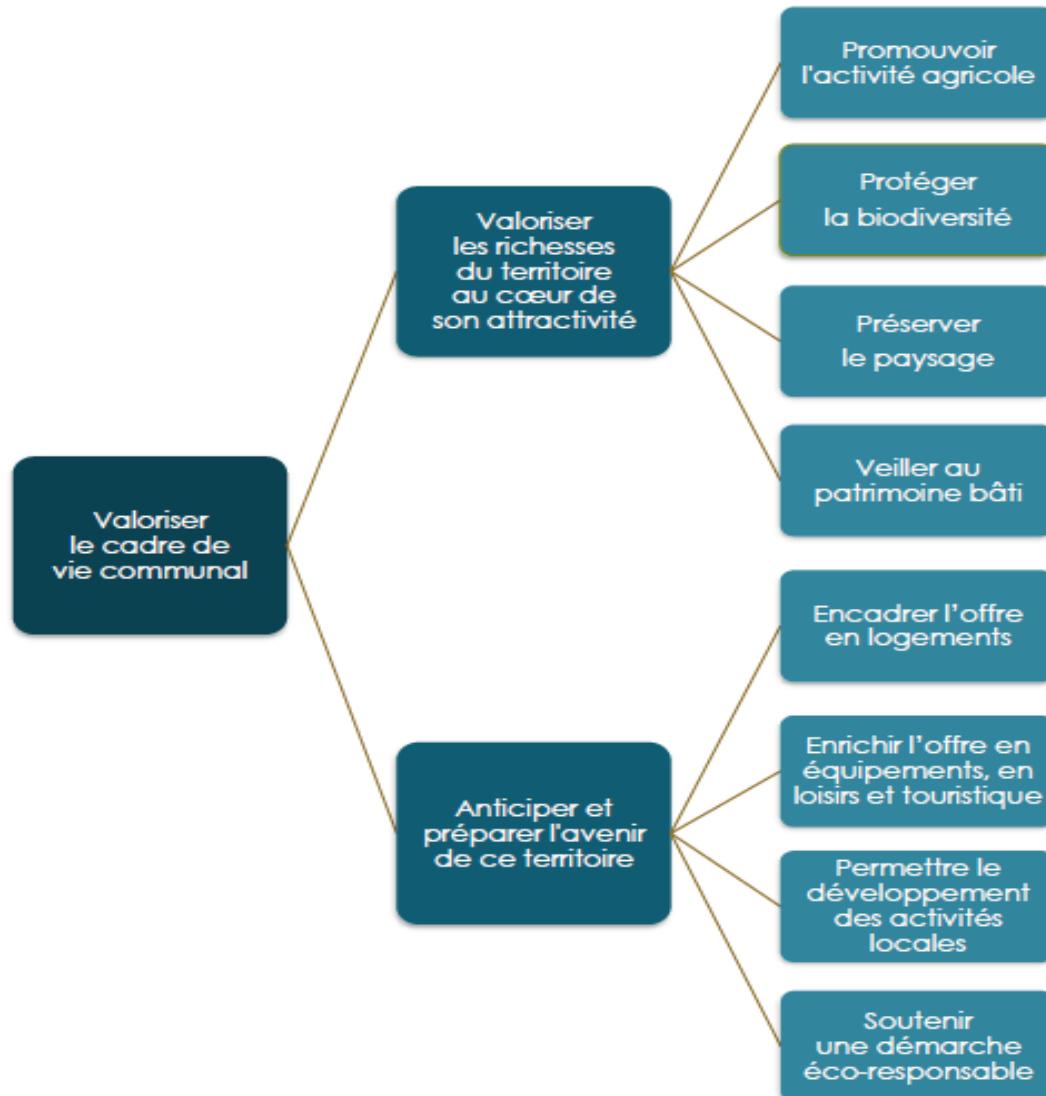 Valoriser
le cadre de
vie communal
Valoriser
les richesses
du territoire
au cœur de
son attractivité
Promouvoir
l'activité agricole
Protéger
la biodiversité
Préserver
le paysage
Veiller au
patrimoine bâti
Anticiper et
préparer l'avenir
de ce territoire
Encadrer l’offre
en logements
Enrichir l’offre en
équipements, en
loisirs et touristique
Permettre le
développement
des activités
locales
Soutenir
une démarche
éco-responsable